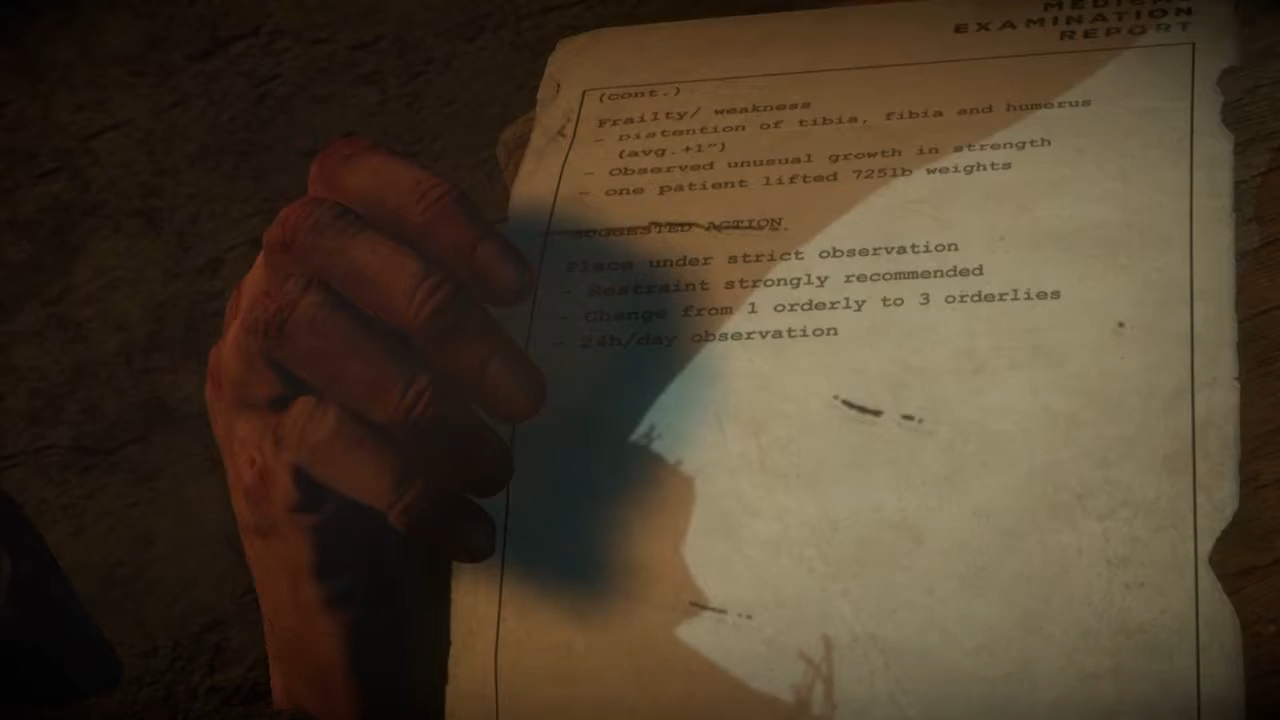 MEDICAL
EXAMINATION
REPORT
(cont.)
Frailty/ weakness
- Distention of tibia, fibia and humerus
(avg.+1")
- Observed unusual growth in strength
- one patient lifted 725lb weights
SUGGESTED ACTION
Place under strict observation
- Restraint strongly recommended
- Change from 1 orderly to 3 orderlies
- 24h/day observation